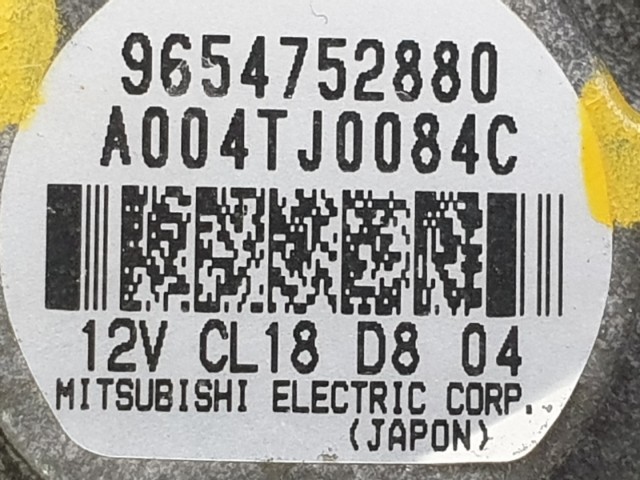 9654752880
A004TJ0084C
12V CL18 D8 04
MITSUBISHI ELECTRIC CORP.
(JAPON)